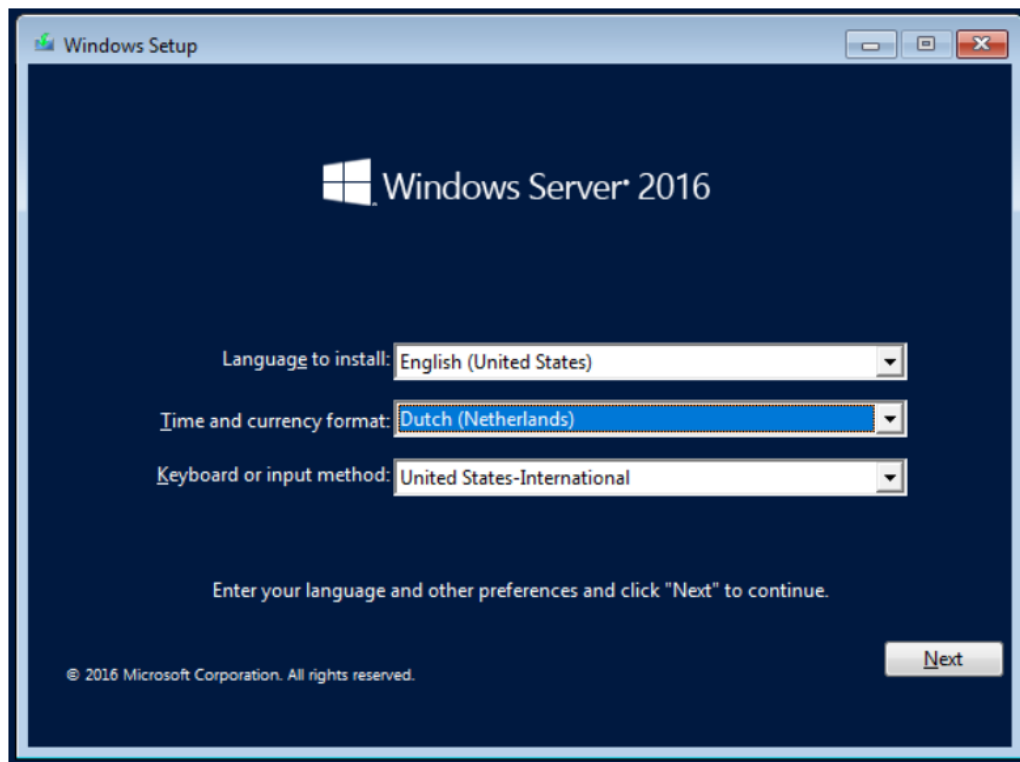 Windows Setup
Windows Server® 2016
Language to install: English (United States)
Time and currency format: Dutch (Netherlands)
Keyboard or input method: United States-International
Enter your language and other preferences and click "Next" to continue.
Next
© 2016 Microsoft Corporation. All rights reserved.